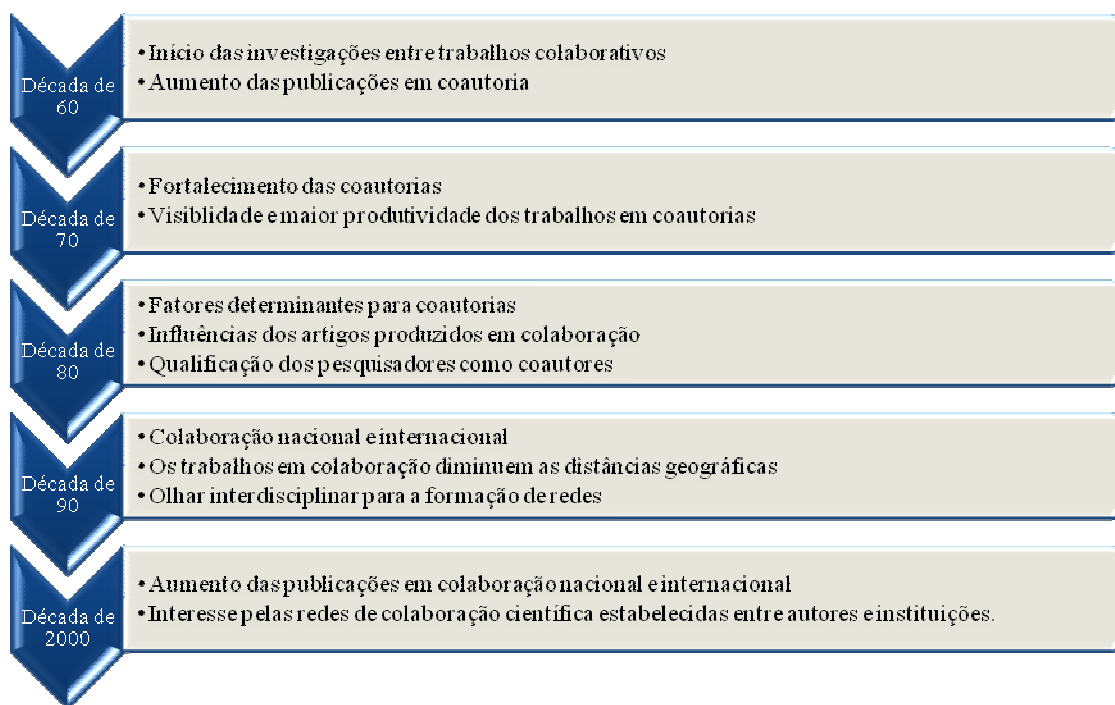 Década de
60
• Início das investigações entre trabalhos colaborativos
• Aumento das publicações em coautoria
Década de
70
• Fortalecimento das coautorias
• Visiblidade e maior produtividade dos trabalhos em coautorias
Década de
80
• Fatores determinantes para coautorias
• Influências dos artigos produzidos em colaboração
• Qualificação dos pesquisadores como coautores
Década de
90
• Colaboração nacional e internacional
• Os trabalhos em colaboração diminuem as distâncias geográficas
• Olhar interdisciplinar para a formação de redes
Década de
2000
• Aumento das publicações em colaboração nacional e internacional
• Interesse pelas redes de colaboração científica estabelecidas entre autores e instituições.